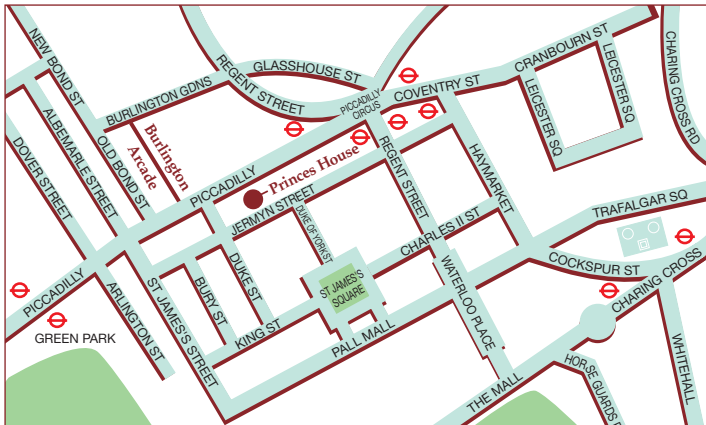 NEW BOND ST
REGENT STREET
GLASSHOUSE ST
CRANBOURN ST
LEICESTER SQ
LEICESTER SQ
CHARING CROSS RD
BURLINGTON GDNS
PICCADILLY
CIRCUS
COVENTRY ST
ALBEMARLE STREET
OLD BOND ST
Burlington
Arcade
DOVER STREET
PICCADILLY
Princes House
REGENT STREET
HAYMARKET
JERMYN STREET
DUKE OF YORK ST
CHARLES II ST
TRAFALGAR SQ
COCKSPUR ST
CHARING CROSS
PICCADILLY
GREEN PARK
ARLINGTON ST
ST JAMES'S STREET
BURY ST
DUKE ST
KING ST
ST JAMES'S
SQUARE
PALL MALL
WATERLOO PLACE
THE MALL
HORSE GUARDS
WHITEHALL